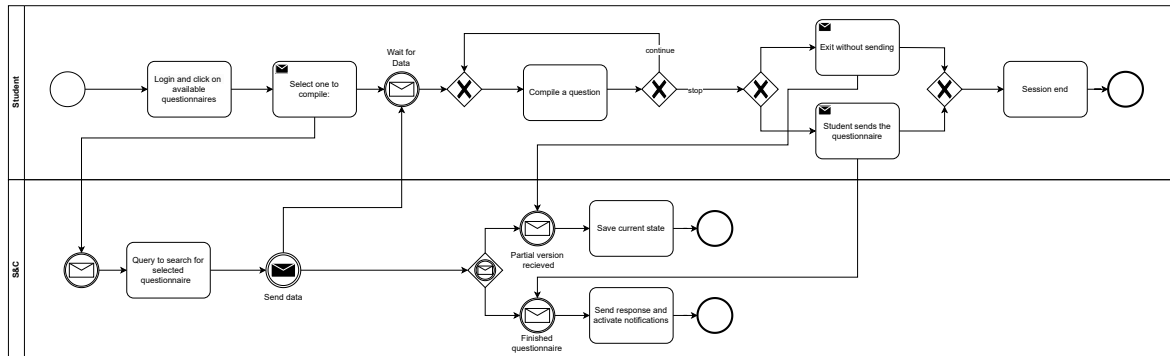 Student
Login and click on
available
questionnaires
Select one to
compile:
Wait for
Data
Compile a question
continue
stop
Exit without sending
Student sends the
questionnaire
Session end
S&C
Query to search for
selected
questionnaire
Send data
Partial version
recieved
Save current state
Finished
questionnaire
Send response and
activate notifications